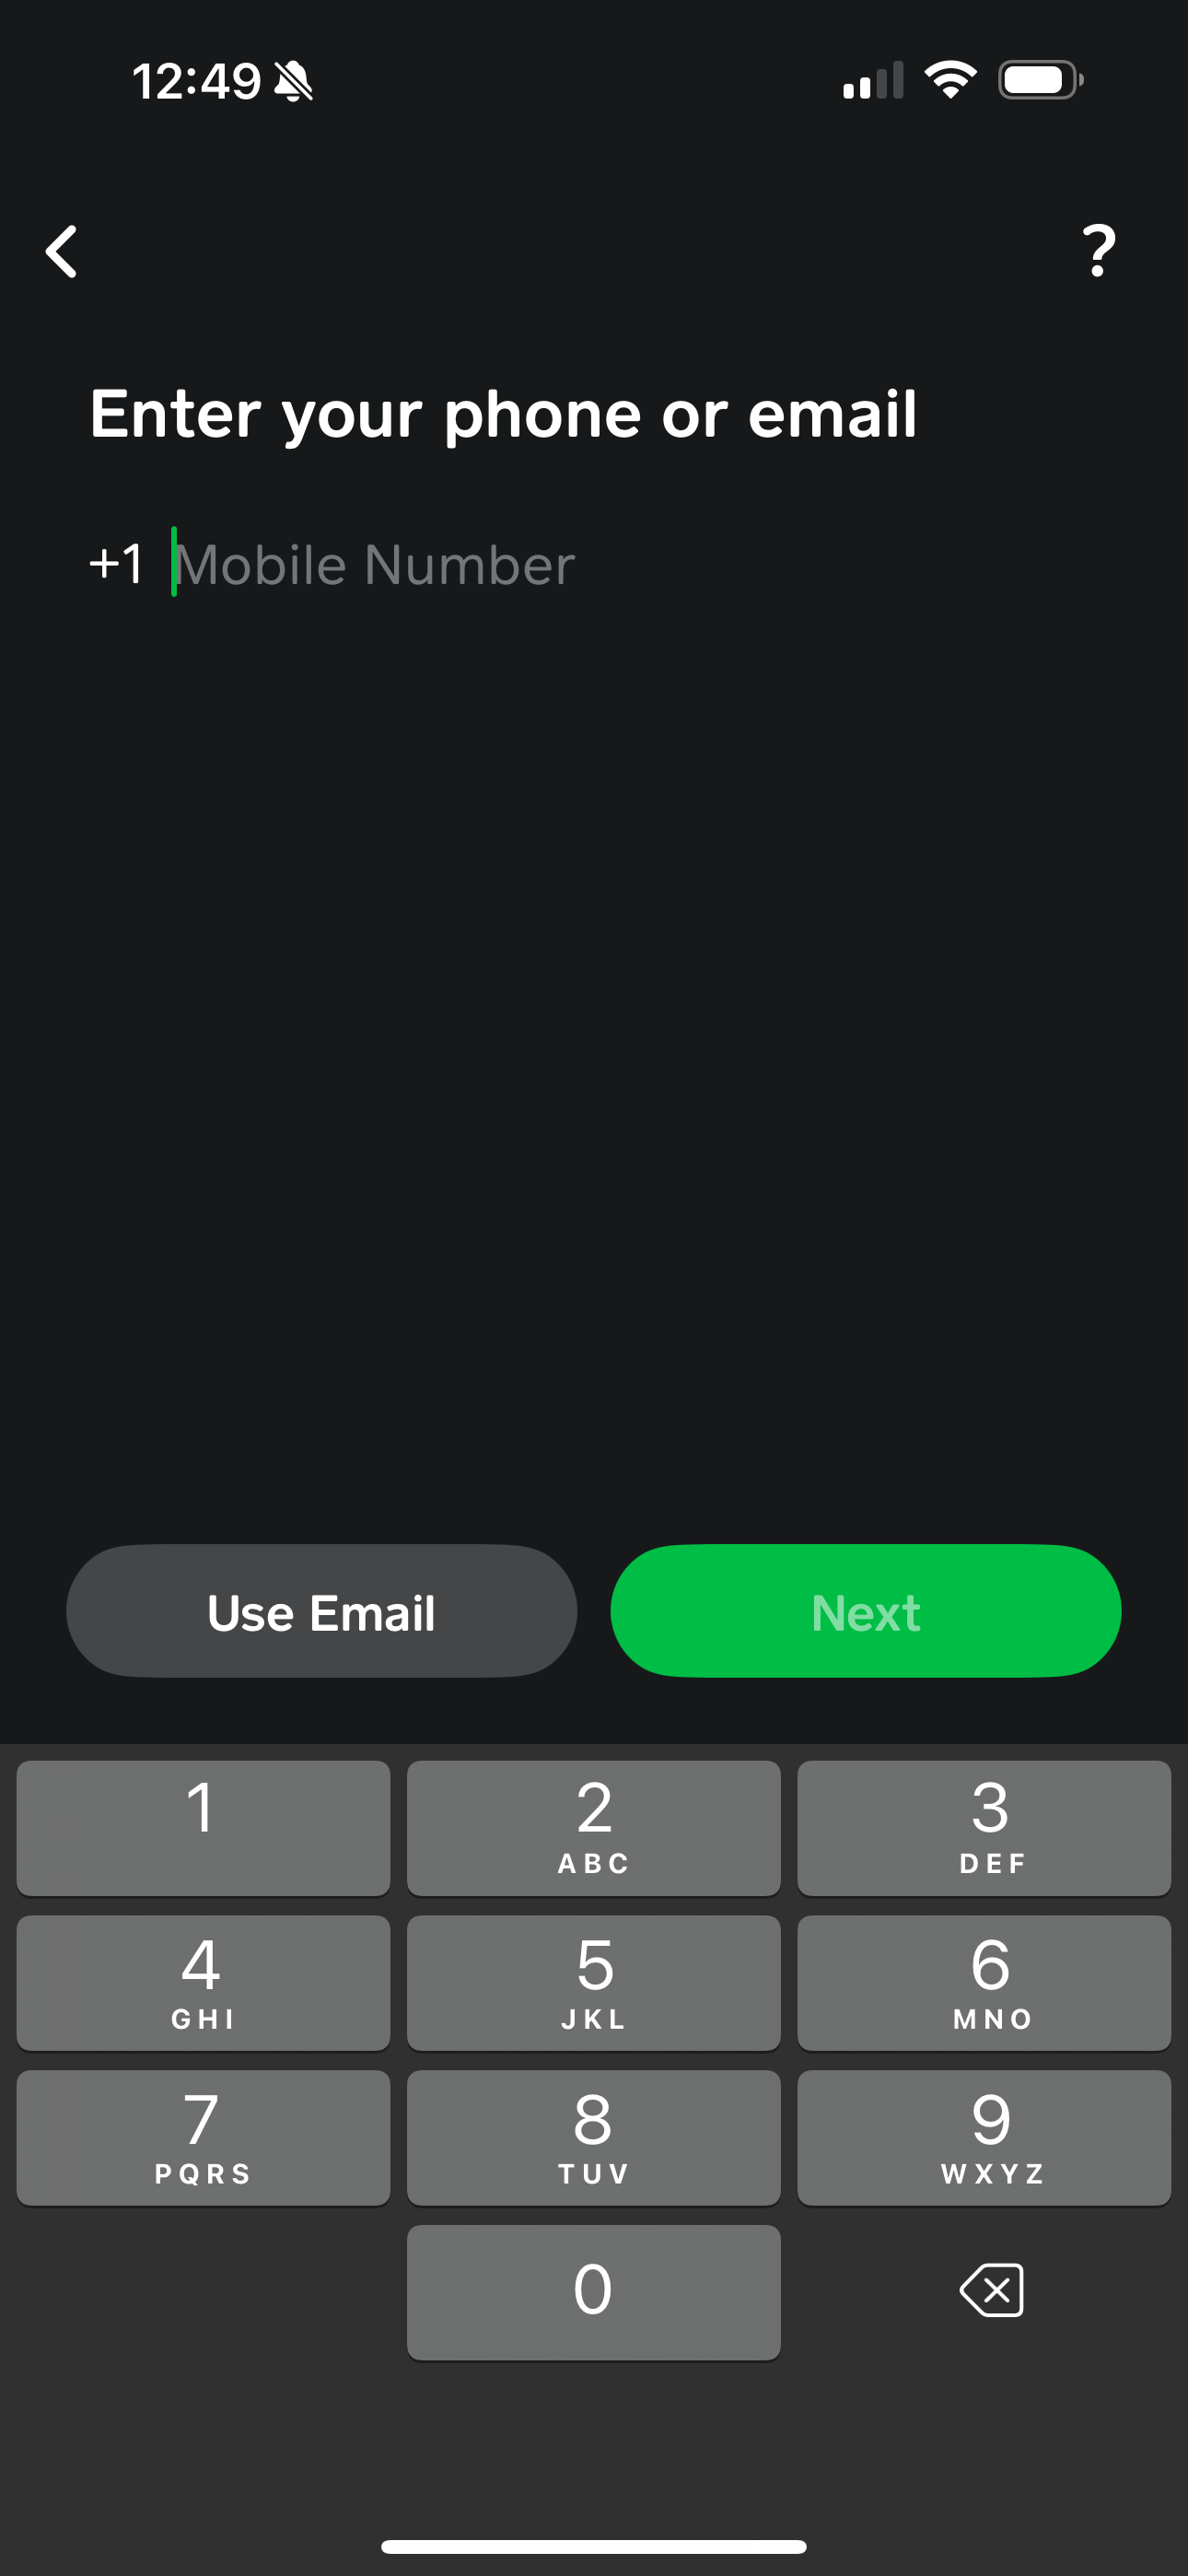 12:49
?
Enter your phone or email
+1 Mobile Number
Use Email Next
1 2 3
ABC DEF
4 5 6
GHI JKL MNO
7 8 9
PQRS TUV WXYZ
0